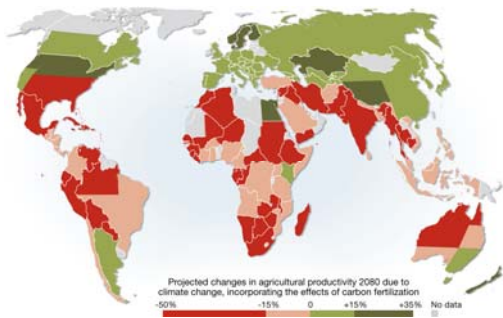 Projected changes in agricultural productivity 2080 due to
climate change, incorporating the effects of carbon fertilization
-50% -15% 0 +15% +35% No data